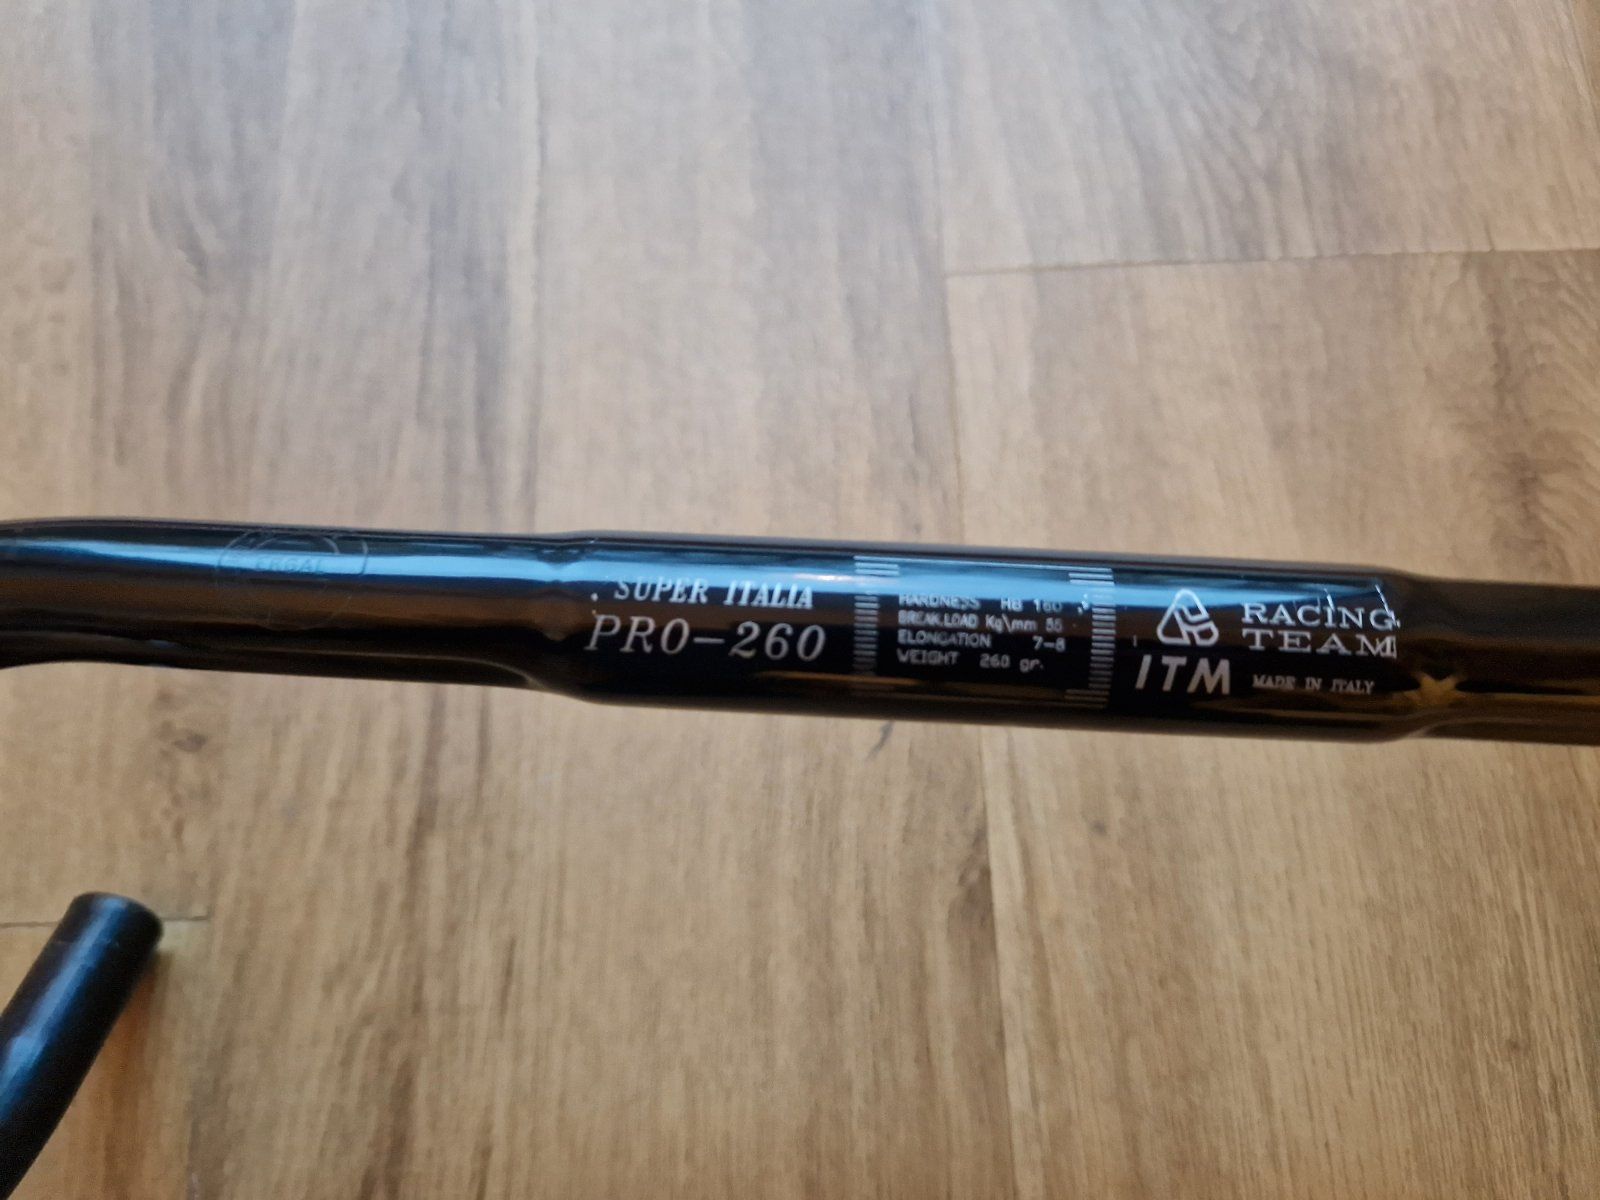 ERGAL
SUPER ITALIA
PRO-260
HARDNESS HB 160
BREAK LOAD Kg\mm 55
ELONGATION 7-8
WEIGHT 260 gr.
RACING
TEAM
ITM MADE IN ITALY